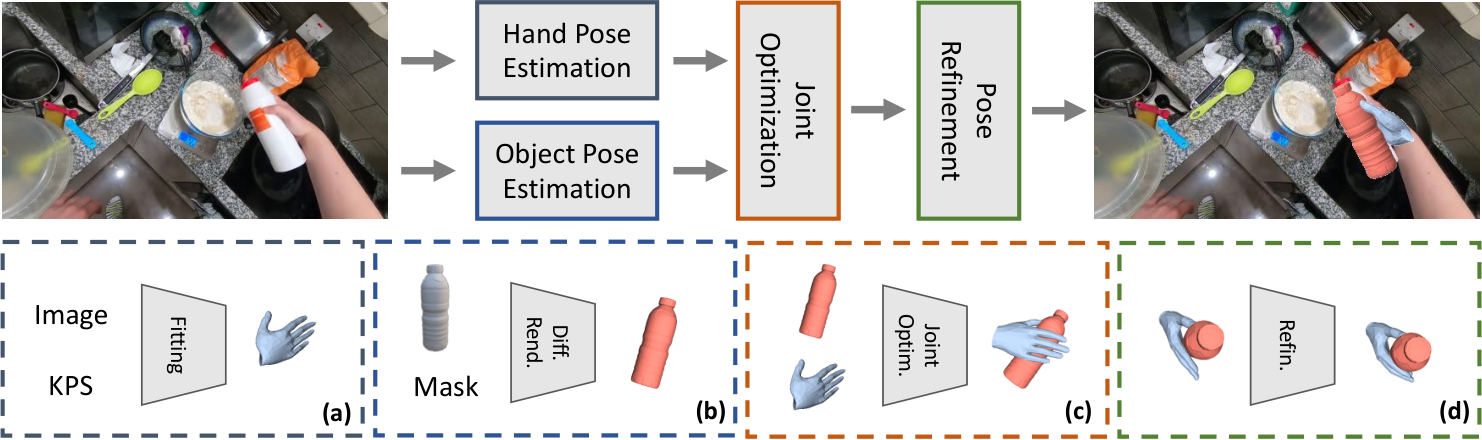 Hand Pose
Estimation
Object Pose
Estimation
Joint
Optimization
Pose
Refinement
Image
KPS
Fitting
(a)
Mask
Diff.
Rend.
(b)
Joint
Optim.
(c)
Refin.
(d)